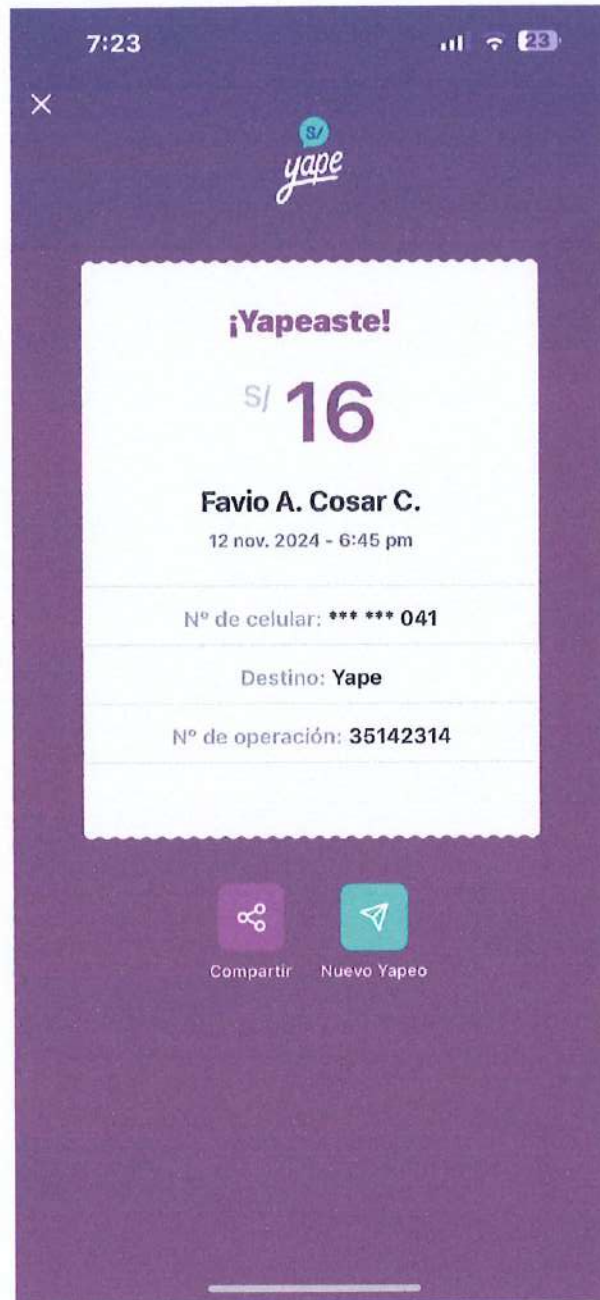 7:23
23
S/
yape
¡Yapeaste!
S/ 16
Favio A. Cosar C.
12 nov. 2024 - 6:45 pm
Nº de celular: *** *** 041
Destino: Yape
Nº de operación: 35142314
Compartir
Nuevo Yapeo